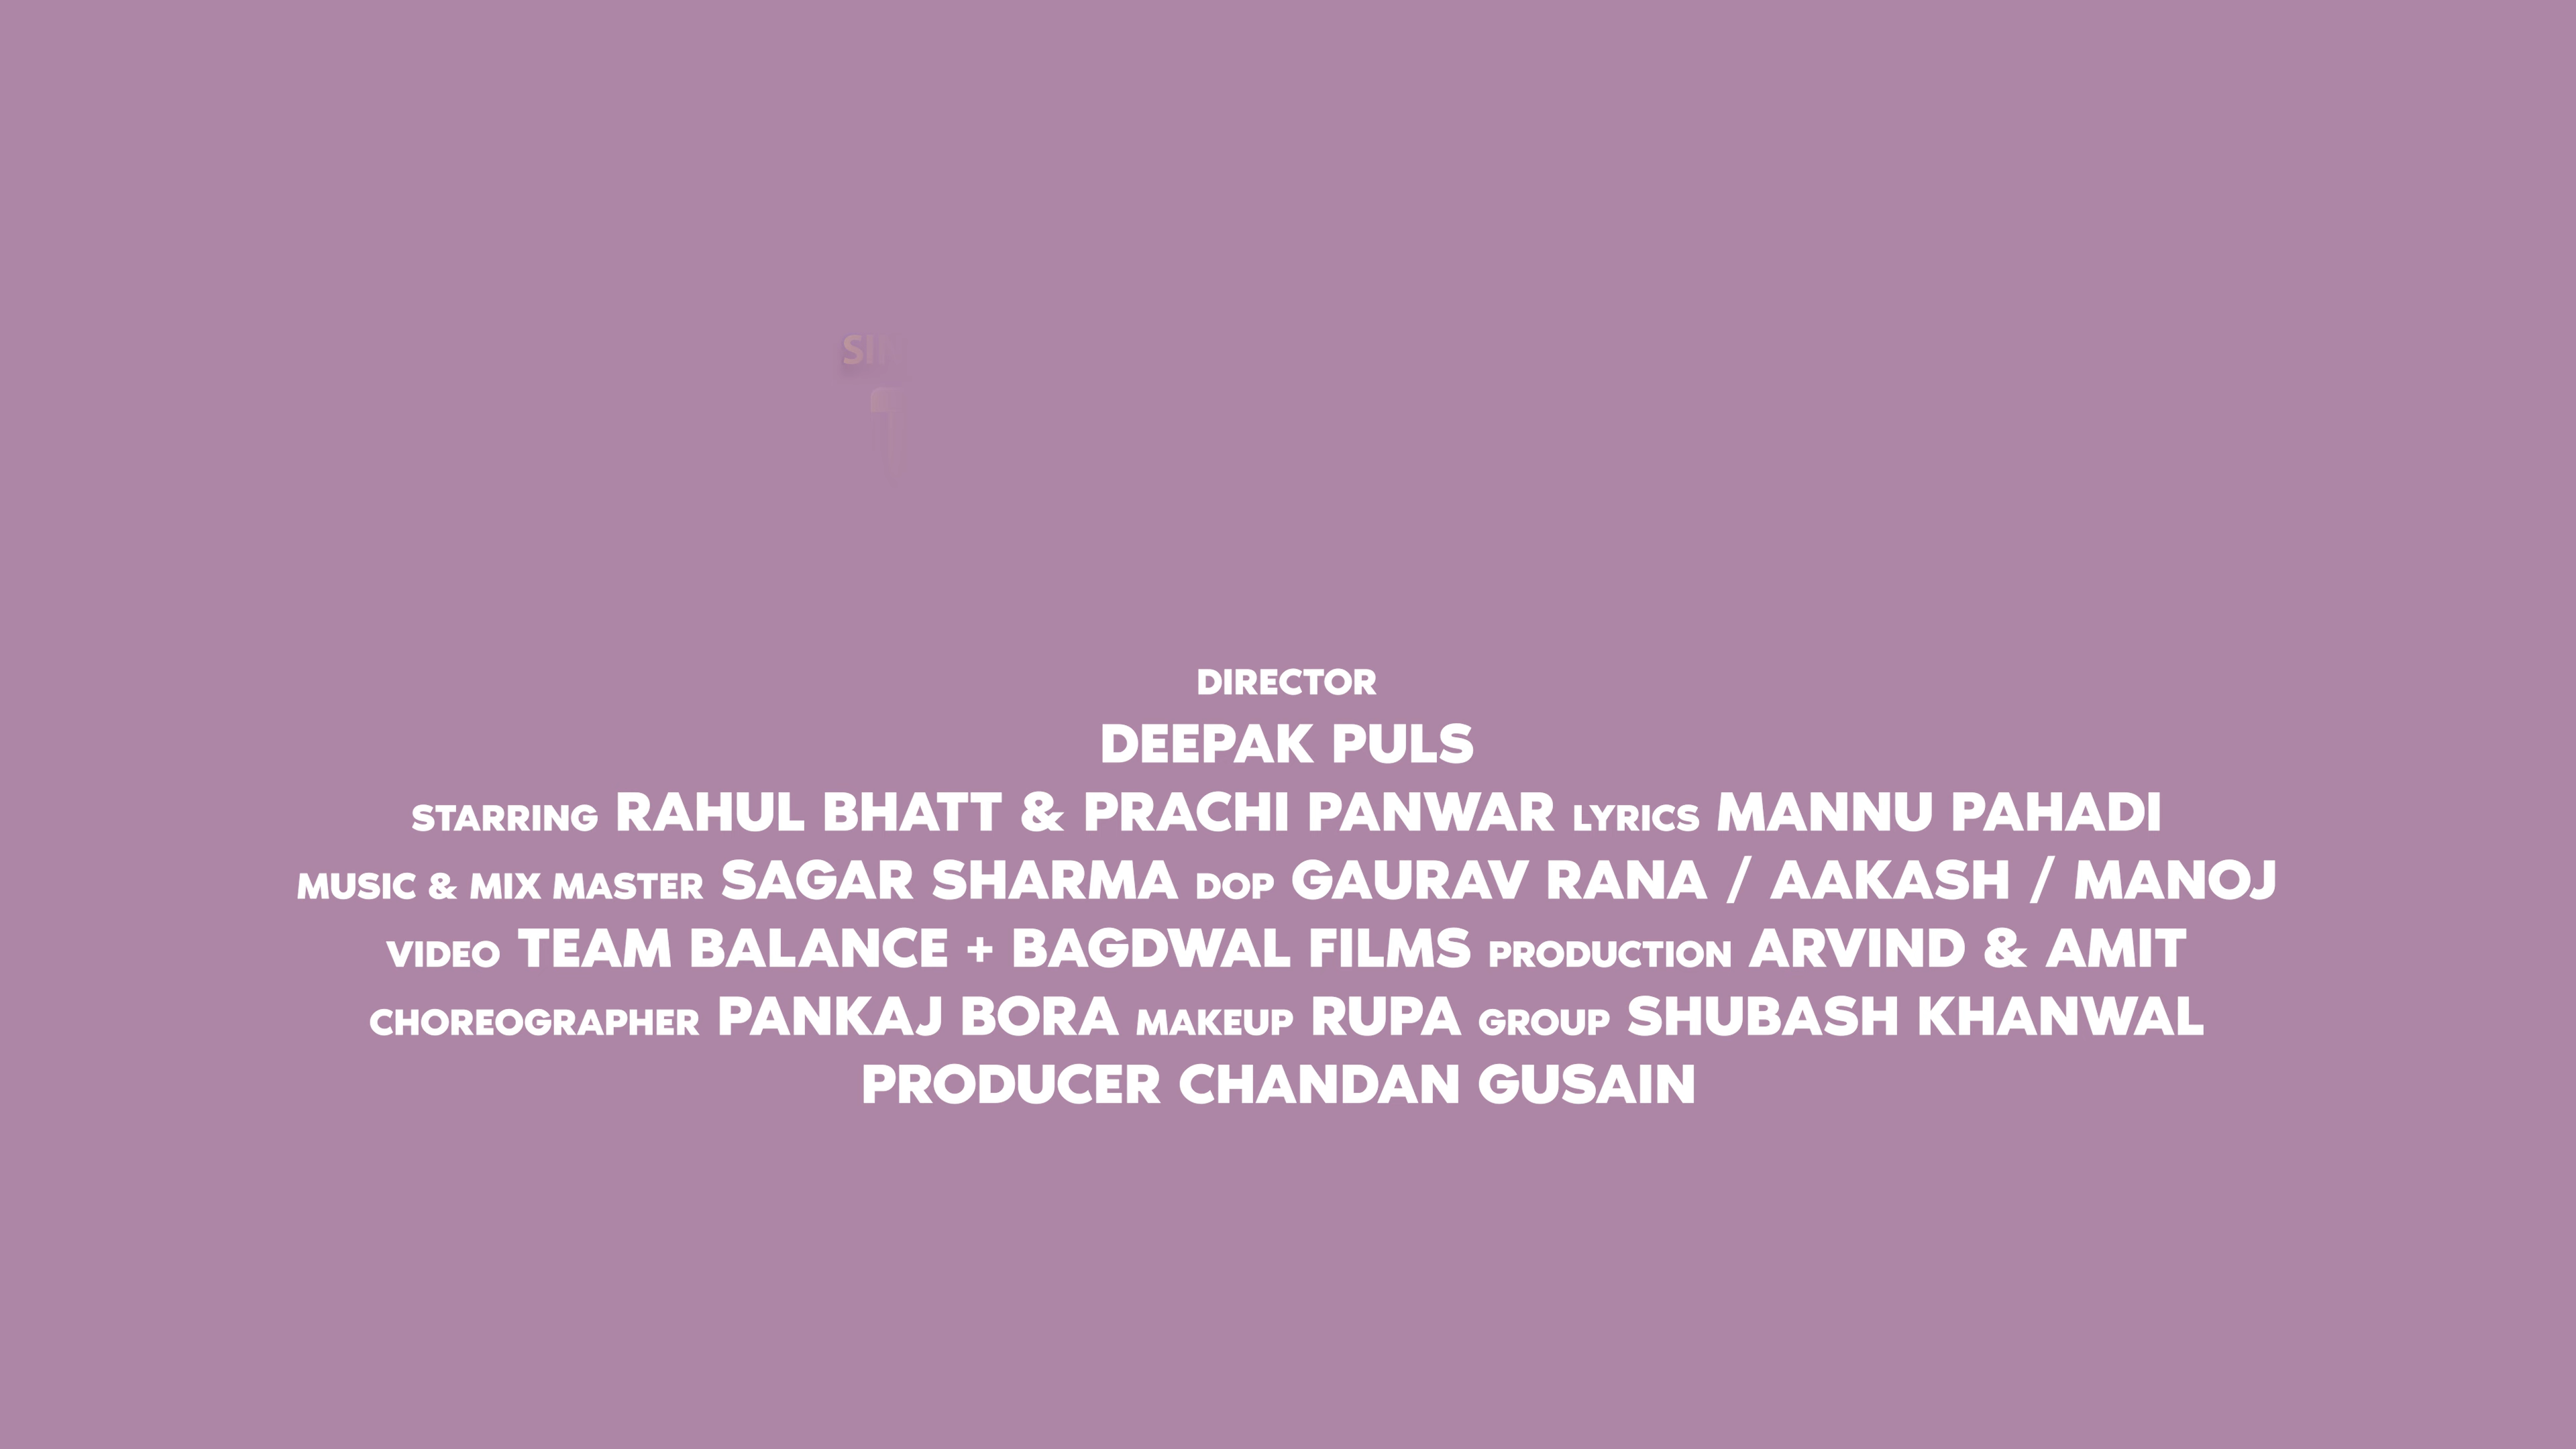 DIRECTOR
DEEPAK PULS
STARRING RAHUL BHATT & PRACHI PANWAR LYRICS MANNU PAHADI
MUSIC & MIX MASTER SAGAR SHARMA DOP GAURAV RANA / AAKASH / MANOJ
VIDEO TEAM BALANCE + BAGDWAL FILMS PRODUCTION ARVIND & AMIT
CHOREOGRAPHER PANKAJ BORA MAKEUP RUPA GROUP SHUBASH KHANWAL
PRODUCER CHANDAN GUSAIN